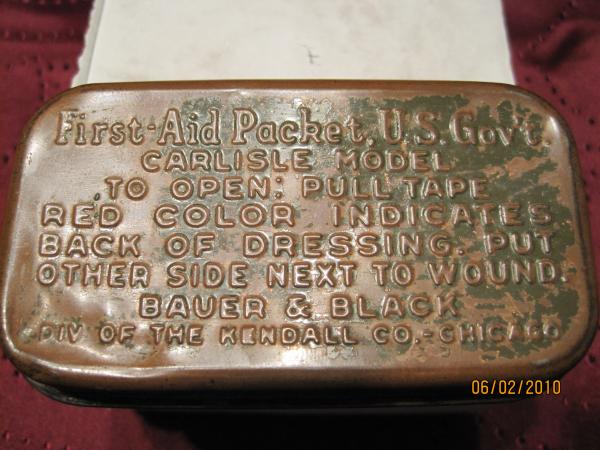 First-Aid Packet, U.S. Gov't.
CARLISLE MODEL
TO OPEN: PULL TAPE
RED COLOR INDICATES
BACK OF DRESSING. PUT
OTHER SIDE NEXT TO WOUND.
BAUER & BLACK
DIV OF THE KENDALL CO.-CHICAGO
06/02/2010